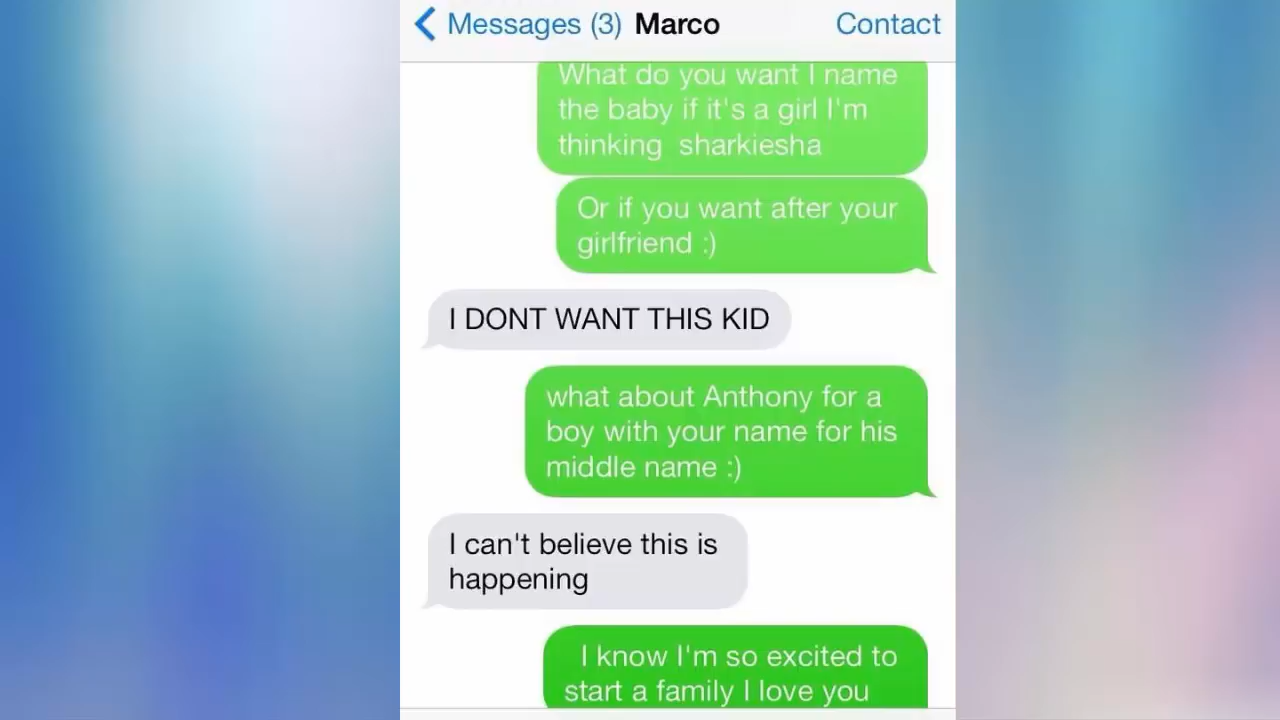 Messages (3) Marco Contact
What do you want I name
the baby if it's a girl I'm
thinking  sharkiesha
Or if you want after your
girlfriend :)
I DONT WANT THIS KID
what about Anthony for a
boy with your name for his
middle name :)
I can't believe this is
happening
I know I'm so excited to
start a family I love you